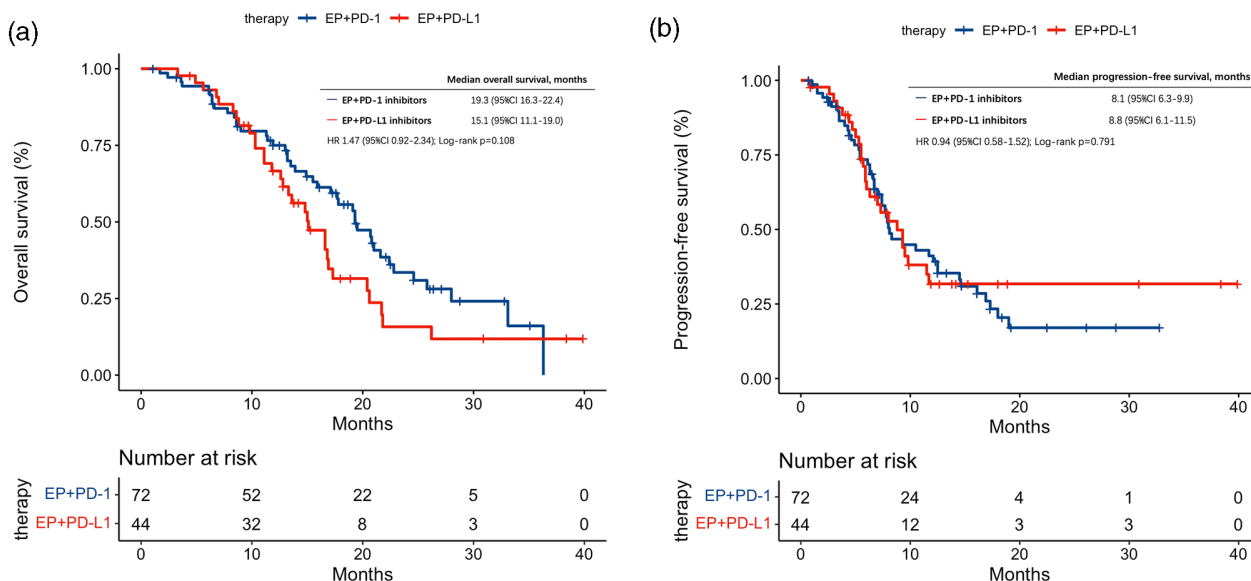 (a)
therapy EP+PD-1 EP+PD-L1
Overall survival (%)
1.00
0.75
0.50
0.25
0.00
Median overall survival, months
EP+PD-1 inhibitors 19.3 (95%CI 16.3–22.4)
EP+PD-L1 inhibitors 15.1 (95%CI 11.1–19.0)
HR 1.47 (95%CI 0.92–2.34); Log-rank p=0.108
0 10 20 30 40
Months
Number at risk
therapy
EP+PD-1 72 52 22 5 0
EP+PD-L1 44 32 8 3 0
0 10 20 30 40
Months
(b)
therapy EP+PD-1 EP+PD-L1
Progression-free survival (%)
1.00
0.75
0.50
0.25
0.00
Median progression-free survival, months
EP+PD-1 inhibitors 8.1 (95%CI 6.3–9.9)
EP+PD-L1 inhibitors 8.8 (95%CI 6.1–11.5)
HR 0.94 (95%CI 0.58-1.52); Log-rank p=0.791
0 10 20 30 40
Months
Number at risk
therapy
EP+PD-1 72 24 4 1 0
EP+PD-L1 44 12 3 3 0
0 10 20 30 40
Months